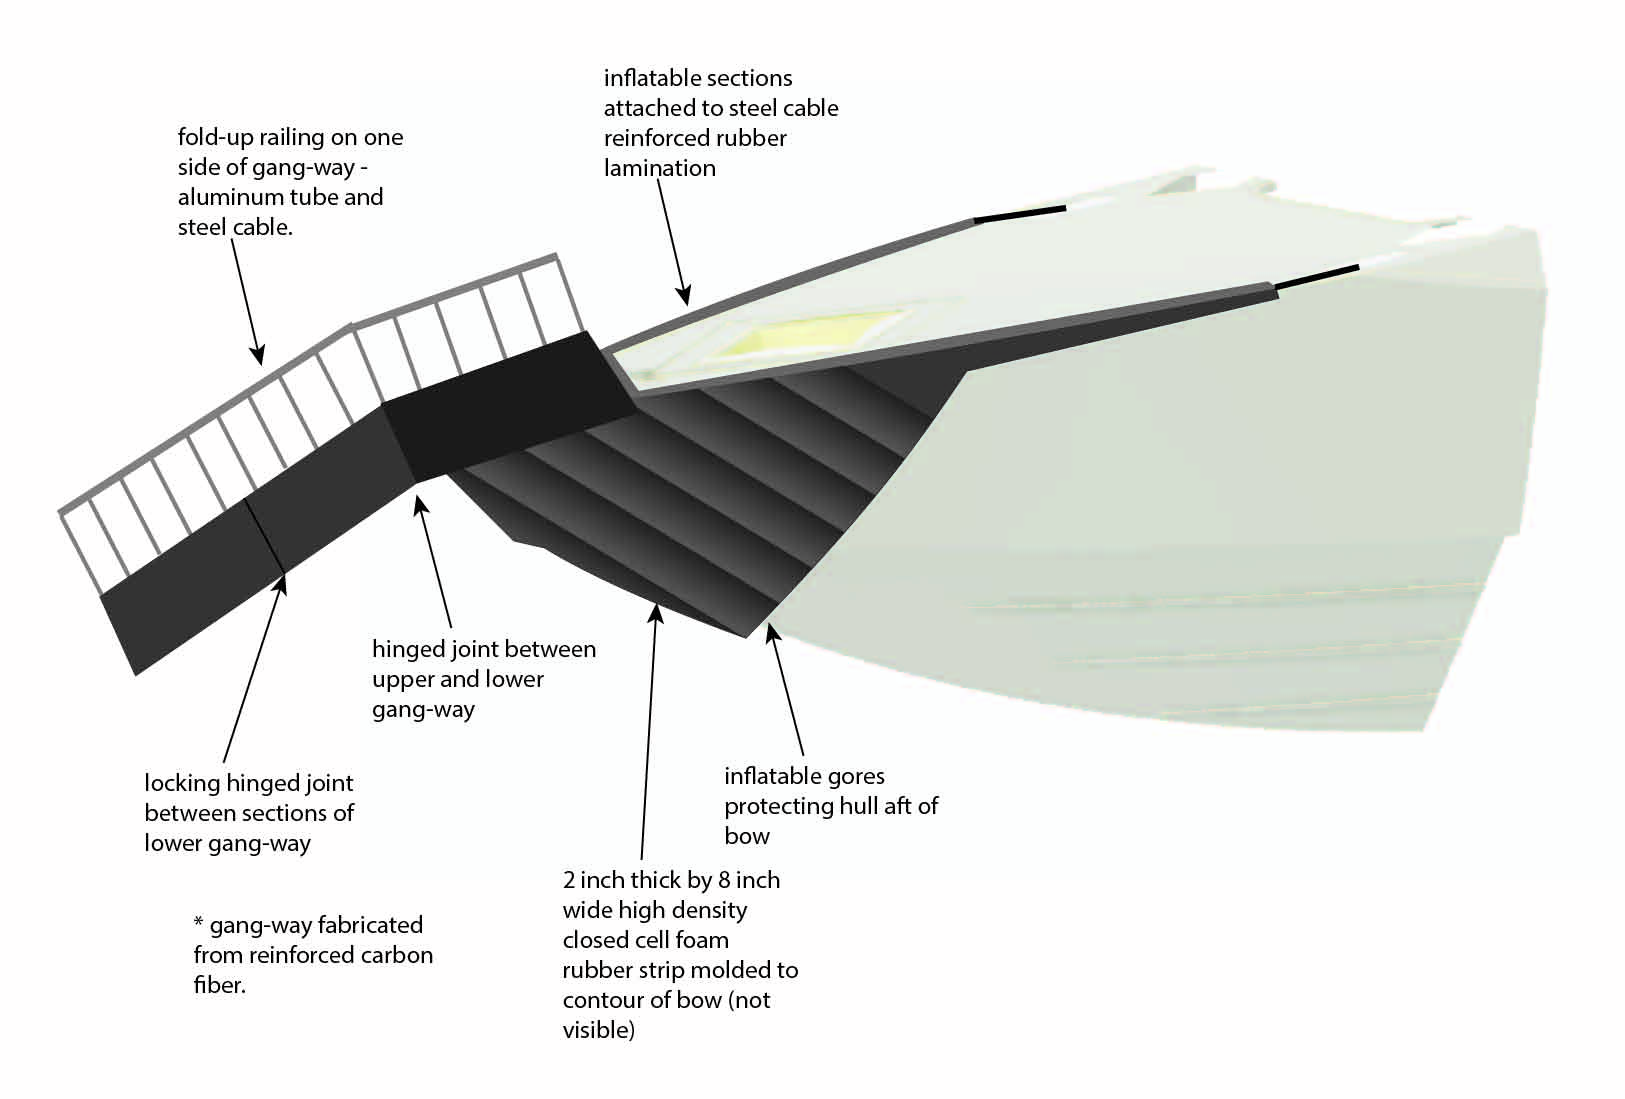 inflatable sections
attached to steel cable
reinforced rubber
lamination
fold-up railing on one
side of gang-way -
aluminum tube and
steel cable.
hinged joint between
upper and lower
gang-way
locking hinged joint
between sections of
lower gang-way
inflatable gores
protecting hull aft of
bow
2 inch thick by 8 inch
wide high density
closed cell foam
rubber strip molded to
contour of bow (not
visible)
* gang-way fabricated
from reinforced carbon
fiber.